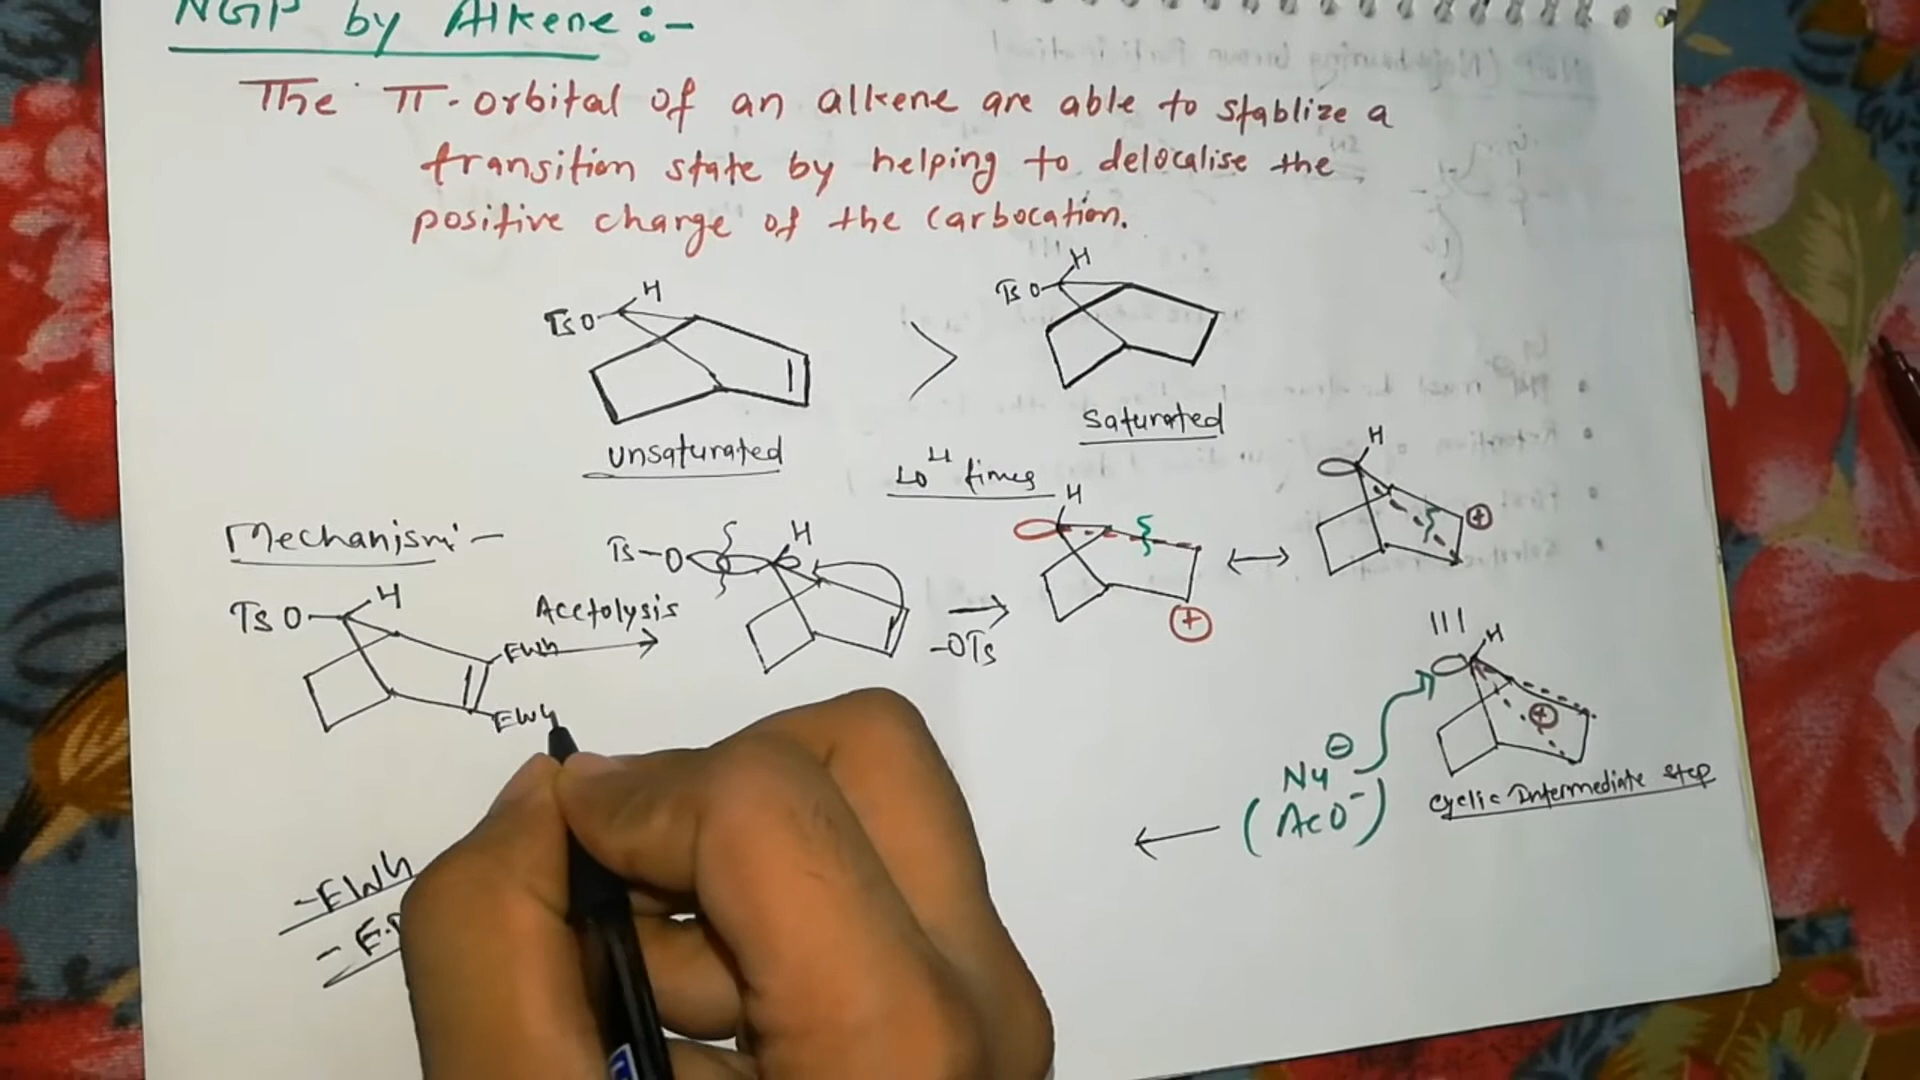 NGP by Alkene :-
The π-orbital of an alkene are able to stablize a
transition state by helping to delocalise the
positive charge of the carbocation.
TsO H
TsO H
>
unsaturated
saturated
10⁴ times
Mechanism:-
TsO H
EWG
EWG
Acetolysis
Ts-O H
-OTs
H
⊕
H
⊕
H
⊕
Cyclic Intermediate step
Nu⊖
(AcO⁻)
-EWG